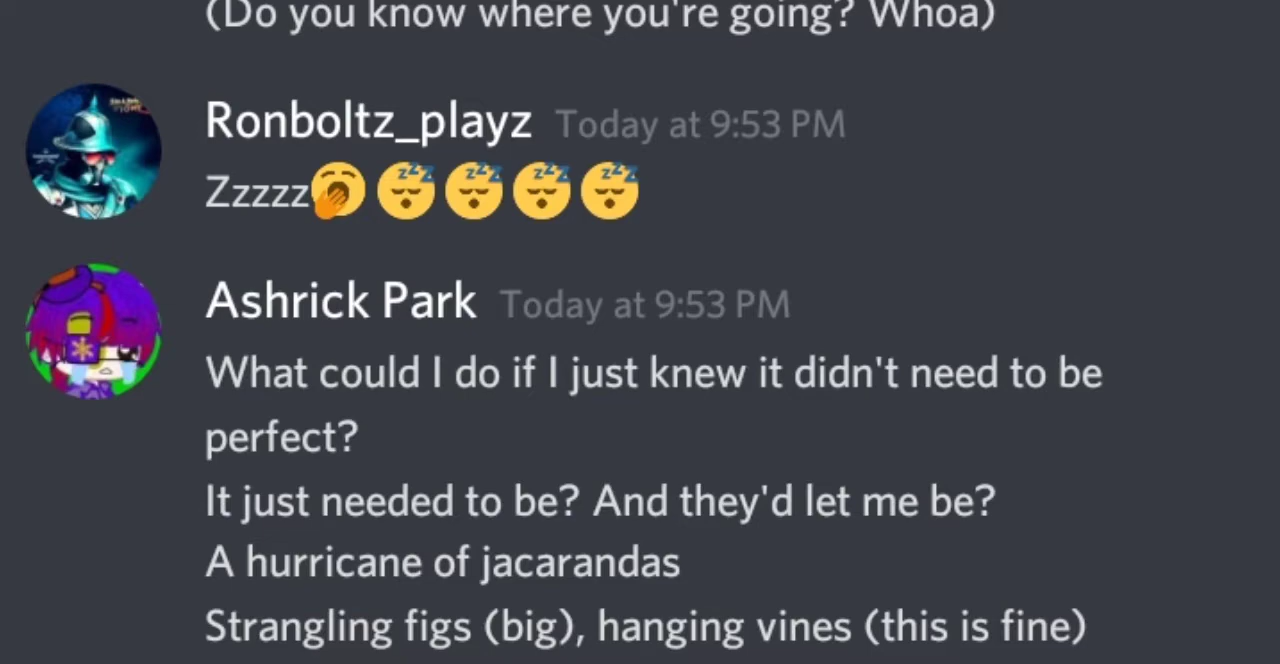 (Do you know where you're going? Whoa)
Ronboltz_playz Today at 9:53 PM
Zzzzz🥱😴😴😴😴
Ashrick Park Today at 9:53 PM
What could I do if I just knew it didn't need to be
perfect?
It just needed to be? And they'd let me be?
A hurricane of jacarandas
Strangling figs (big), hanging vines (this is fine)